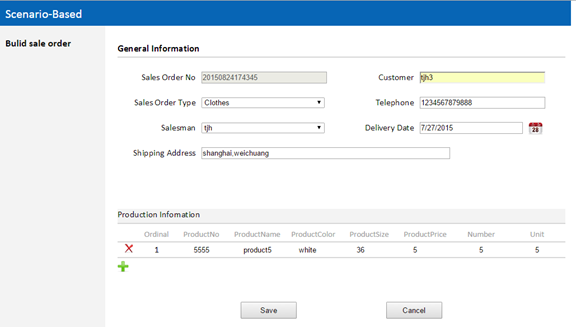 Scenario-Based
Bulid sale order
General Information
Sales Order No 20150824174345 Customer tjh3
Sales Order Type Clothes Telephone 1234567879888
Salesman tjh Delivery Date 7/27/2015 28
Shipping Address shanghai,weichuang
Production Infomation
Ordinal ProductNo ProductName ProductColor ProductSize ProductPrice Number Unit
1 5555 product5 white 36 5 5 5
Save Cancel